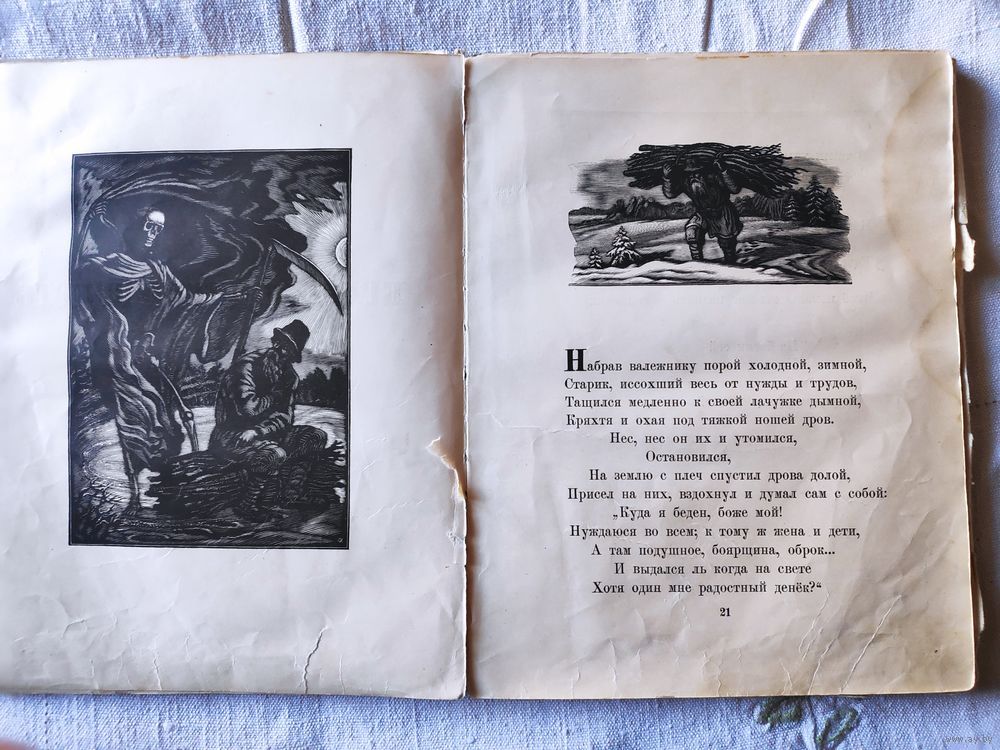 Набрав валежнику порой холодной, зимной,
Старик, иссохший весь от нужды и трудов,
Тащился медленно к своей лачужке дымной,
Кряхтя и охая под тяжкой ношей дров.
Нес, нес он их и утомился,
Остановился,
На землю с плеч спустил дрова долой,
Присел на них, вздохнул и думал сам с собой:
„Куда я беден, боже мой!
Нуждаюся во всем; к тому ж жена и дети,
А там подушное, боярщина, оброк...
И выдался ль когда на свете
Хотя один мне радостный денёк?“
21
www.ay.by